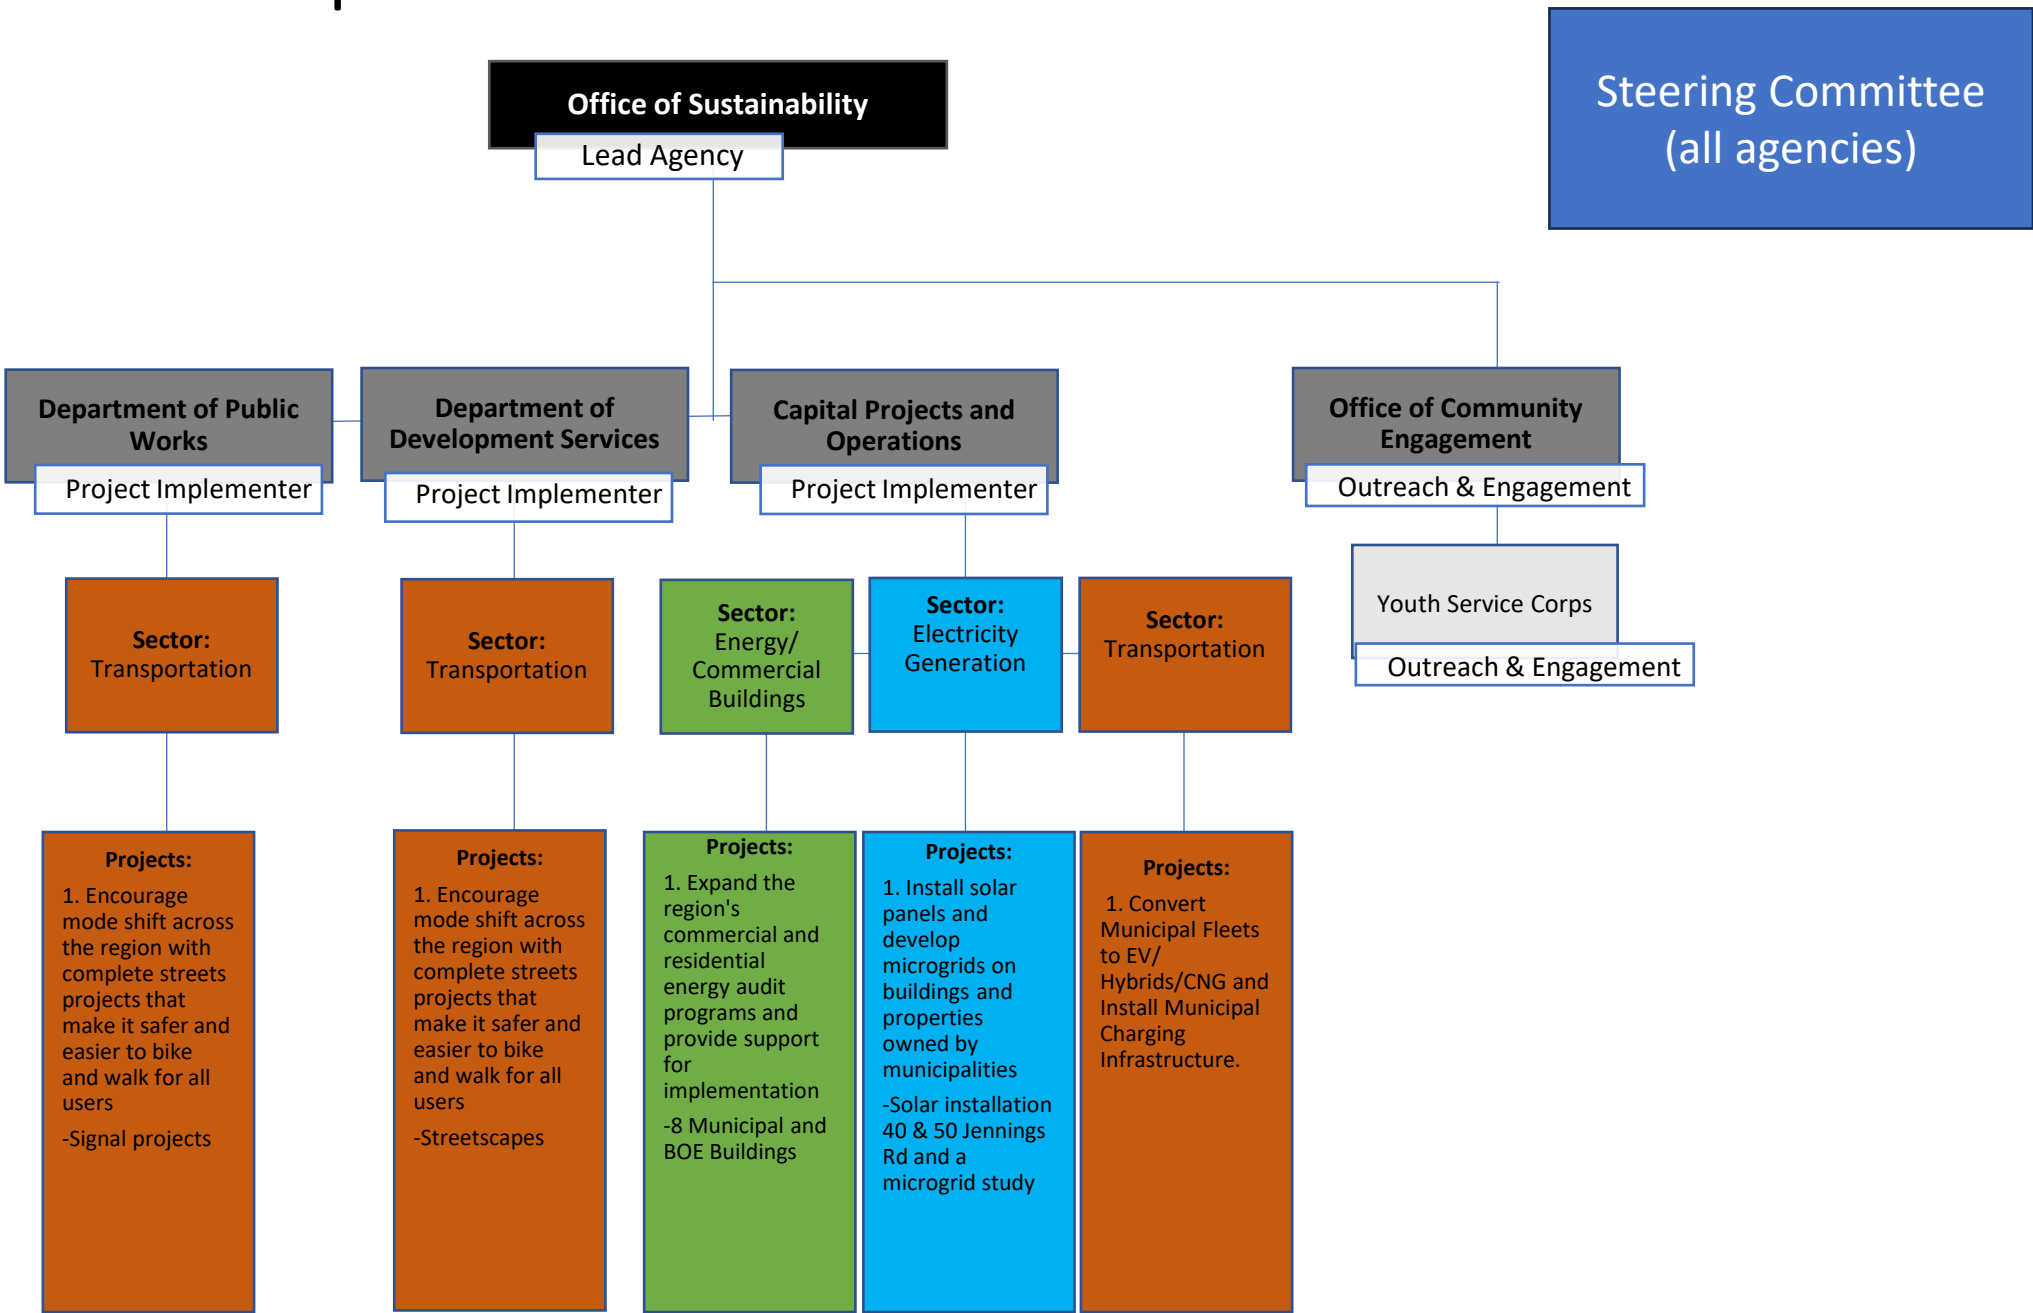 Office of Sustainability
Lead Agency
Steering Committee
(all agencies)
Department of Public
Works
Project Implementer
Department of
Development Services
Project Implementer
Capital Projects and
Operations
Project Implementer
Office of Community
Engagement
Outreach & Engagement
Youth Service Corps
Outreach & Engagement
Sector:
Transportation
Sector:
Transportation
Sector:
Energy/
Commercial
Buildings
Sector:
Electricity
Generation
Sector:
Transportation
Projects:
1. Encourage
mode shift across
the region with
complete streets
projects that
make it safer and
easier to bike
and walk for all
users
-Signal projects
Projects:
1. Encourage
mode shift across
the region with
complete streets
projects that
make it safer and
easier to bike
and walk for all
users
-Streetscapes
Projects:
1. Expand the
region's
commercial and
residential
energy audit
programs and
provide support
for
implementation
-8 Municipal and
BOE Buildings
Projects:
1. Install solar
panels and
develop
microgrids on
buildings and
properties
owned by
municipalities
-Solar installation
40 & 50 Jennings
Rd and a
microgrid study
Projects:
1. Convert
Municipal Fleets
to EV/
Hybrids/CNG and
Install Municipal
Charging
Infrastructure.